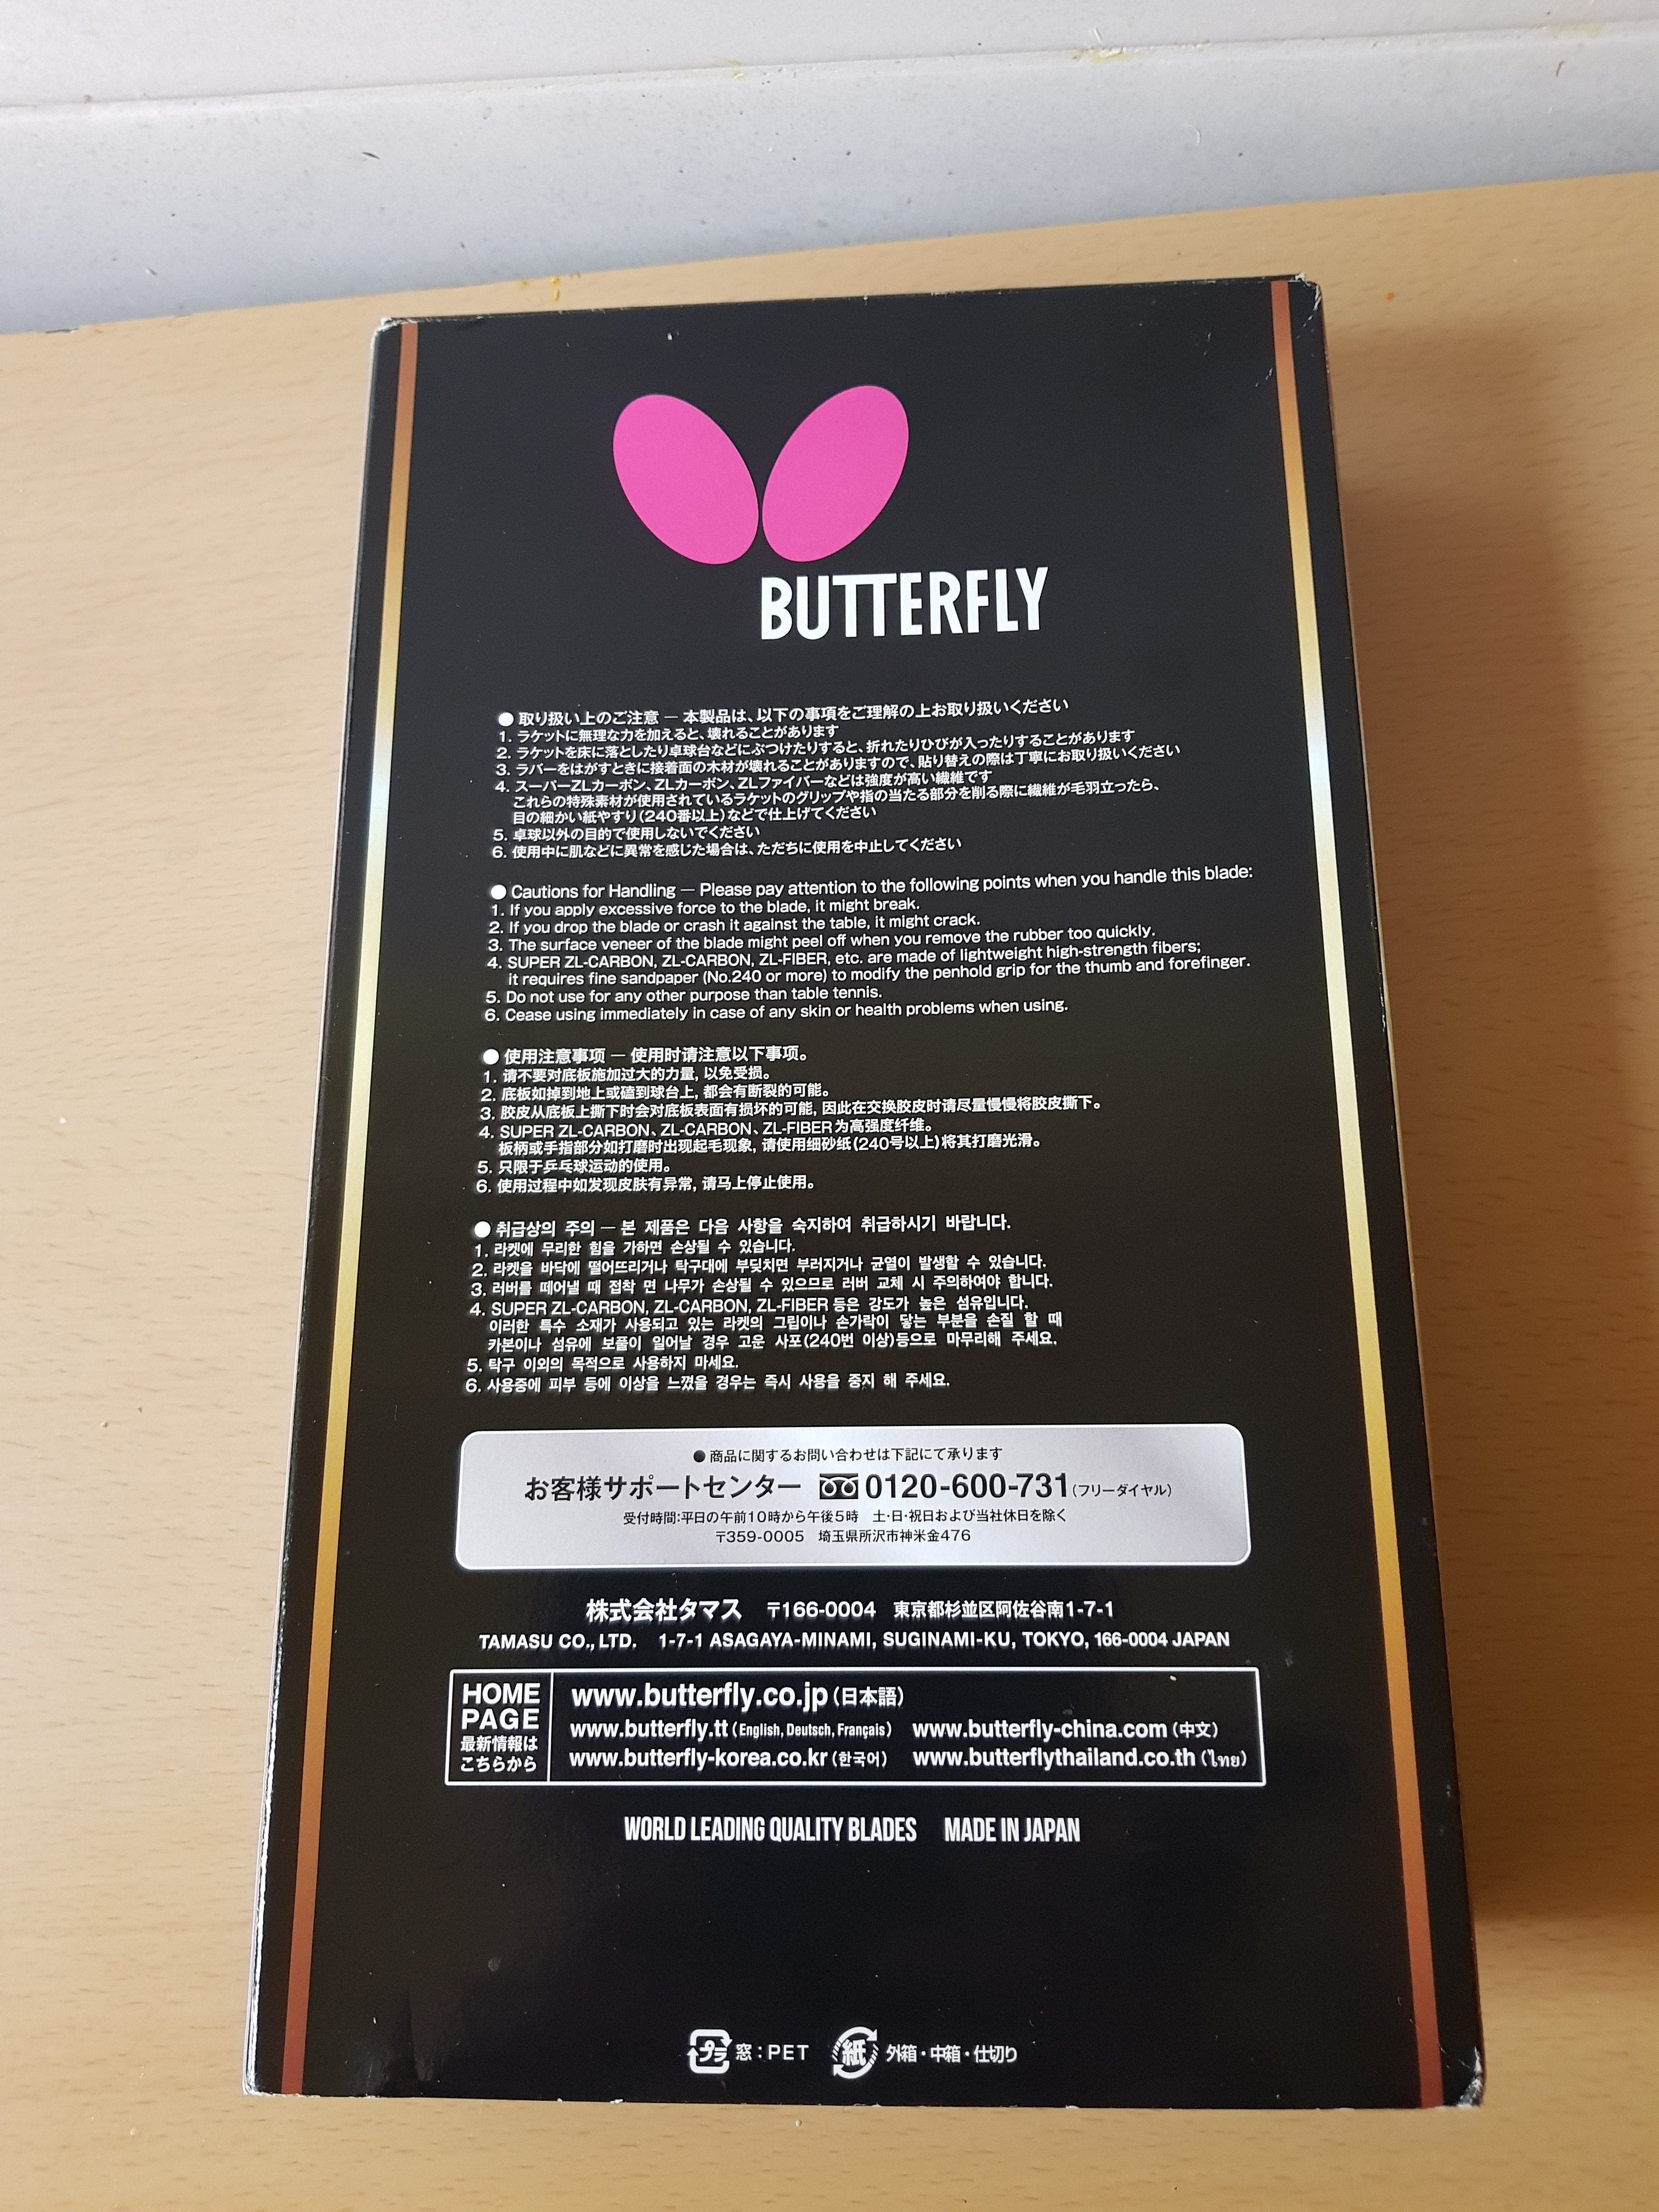 BUTTERFLY
● 取り扱い上のご注意 — 本製品は、以下の事項をご理解の上お取り扱いください
1. ラケットに無理な力を加えると、壊れることがあります
2. ラケットを床に落としたり卓球台などにぶつけたりすると、折れたりひびが入ったりすることがあります
3. ラバーをはがすときに接着面の木材が壊れることがありますので、貼り替えの際は丁寧にお取り扱いください
4. スーパーZLカーボン、ZLカーボン、ZLファイバーなどは強度が高い繊維です
これらの特殊素材が使用されているラケットのグリップや指の当たる部分を削る際に繊維が毛羽立ったら、
目の細かい紙やすり(240番以上)などで仕上げてください
5. 卓球以外の目的で使用しないでください
6. 使用中に肌などに異常を感じた場合は、ただちに使用を中止してください
● Cautions for Handling — Please pay attention to the following points when you handle this blade:
1. If you apply excessive force to the blade, it might break.
2. If you drop the blade or crash it against the table, it might crack.
3. The surface veneer of the blade might peel off when you remove the rubber too quickly.
4. SUPER ZL-CARBON, ZL-CARBON, ZL-FIBER, etc. are made of lightweight high-strength fibers;
it requires fine sandpaper (No.240 or more) to modify the penhold grip for the thumb and forefinger.
5. Do not use for any other purpose than table tennis.
6. Cease using immediately in case of any skin or health problems when using.
● 使用注意事项 — 使用时请注意以下事项。
1. 请不要对底板施加过大的力量, 以免受损。
2. 底板如掉到地上或磕到球台上, 都会有断裂的可能。
3. 胶皮从底板上撕下时会对底板表面有损坏的可能, 因此在交换胶皮时请尽量慢慢将胶皮撕下。
4. SUPER ZL-CARBON、ZL-CARBON、ZL-FIBER为高强度纤维。
板柄或手指部分如打磨时出现起毛现象, 请使用细砂纸(240号以上)将其打磨光滑。
5. 只限于乒乓球运动的使用。
6. 使用过程中如发现皮肤有异常, 请马上停止使用。
● 취급상의 주의 — 본 제품은 다음 사항을 숙지하여 취급하시기 바랍니다.
1. 라켓에 무리한 힘을 가하면 손상될 수 있습니다.
2. 라켓을 바닥에 떨어뜨리거나 탁구대에 부딪치면 부러지거나 균열이 발생할 수 있습니다.
3. 러버를 떼어낼 때 접착 면 나무가 손상될 수 있으므로 러버 교체 시 주의하여야 합니다.
4. SUPER ZL-CARBON, ZL-CARBON, ZL-FIBER 등은 강도가 높은 섬유입니다.
이러한 특수 소재가 사용되고 있는 라켓의 그립이나 손가락이 닿는 부분을 손질 할 때
카본이나 섬유에 보풀이 일어날 경우 고운 사포(240번 이상)등으로 마무리해 주세요.
5. 탁구 이외의 목적으로 사용하지 마세요.
6. 사용중에 피부 등에 이상을 느꼈을 경우는 즉시 사용을 중지 해 주세요.
● 商品に関するお問い合わせは下記にて承ります
お客様サポートセンター 0120-600-731(フリーダイヤル)
受付時間:平日の午前10時から午後5時 土・日・祝日および当社休日を除く
〒359-0005 埼玉県所沢市神米金476
株式会社タマス 〒166-0004 東京都杉並区阿佐谷南1-7-1
TAMASU CO., LTD. 1-7-1 ASAGAYA-MINAMI, SUGINAMI-KU, TOKYO, 166-0004 JAPAN
HOME
PAGE
最新情報は
こちらから
www.butterfly.co.jp (日本語)
www.butterfly.tt (English, Deutsch, Français) www.butterfly-china.com (中文)
www.butterfly-korea.co.kr (한국어) www.butterflythailand.co.th (ไทย)
WORLD LEADING QUALITY BLADES MADE IN JAPAN
プラ 窓:PET 紙 外箱・中箱・仕切り